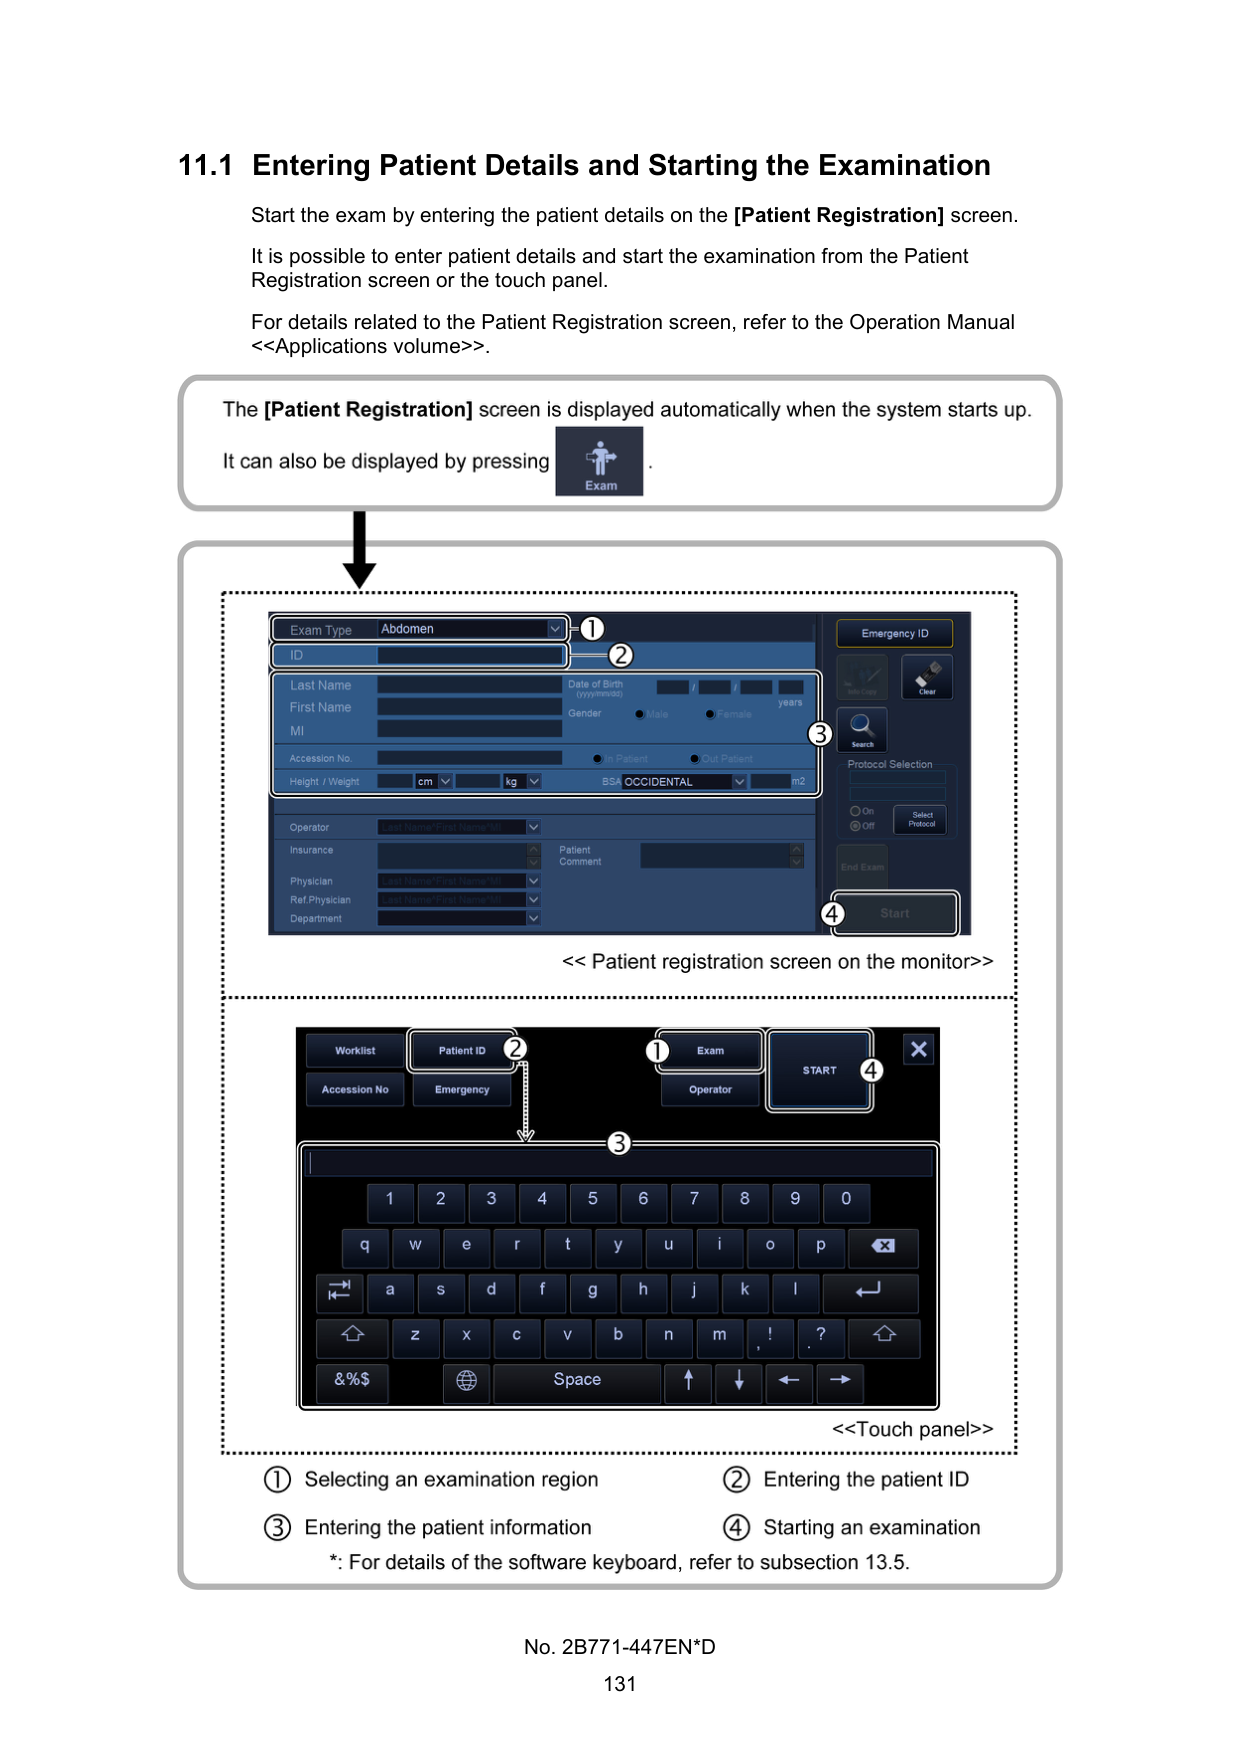 11.1 Entering Patient Details and Starting the Examination
Start the exam by entering the patient details on the [Patient Registration] screen.
It is possible to enter patient details and start the examination from the Patient
Registration screen or the touch panel.
For details related to the Patient Registration screen, refer to the Operation Manual
<<Applications volume>>.
The [Patient Registration] screen is displayed automatically when the system starts up.
It can also be displayed by pressing
Exam
.
Exam Type Abdomen ① Emergency ID
ID ②
Last Name Date of Birth / / years
(yyyy/mm/dd)
Clear
First Name Gender Male Female
MI ③ Search
Accession No. In Patient Out Patient
Protocol Selection
Height / Weight cm kg BSA OCCIDENTAL m2
On Off Select Protocol
Operator Last Name^First Name^MI
Insurance Patient Comment
End Exam
Physician Last Name^First Name^MI
Ref.Physician Last Name^First Name^MI
Department
④ Start
<< Patient registration screen on the monitor>>
Worklist Patient ID ② ① Exam START ④
Accession No Emergency Operator
③
1 2 3 4 5 6 7 8 9 0
q w e r t y u i o p
a s d f g h j k l
z x c v b n m , ! . ?
&%$ Space
<<Touch panel>>
① Selecting an examination region ② Entering the patient ID
③ Entering the patient information ④ Starting an examination
*: For details of the software keyboard, refer to subsection 13.5.
No. 2B771-447EN*D
131